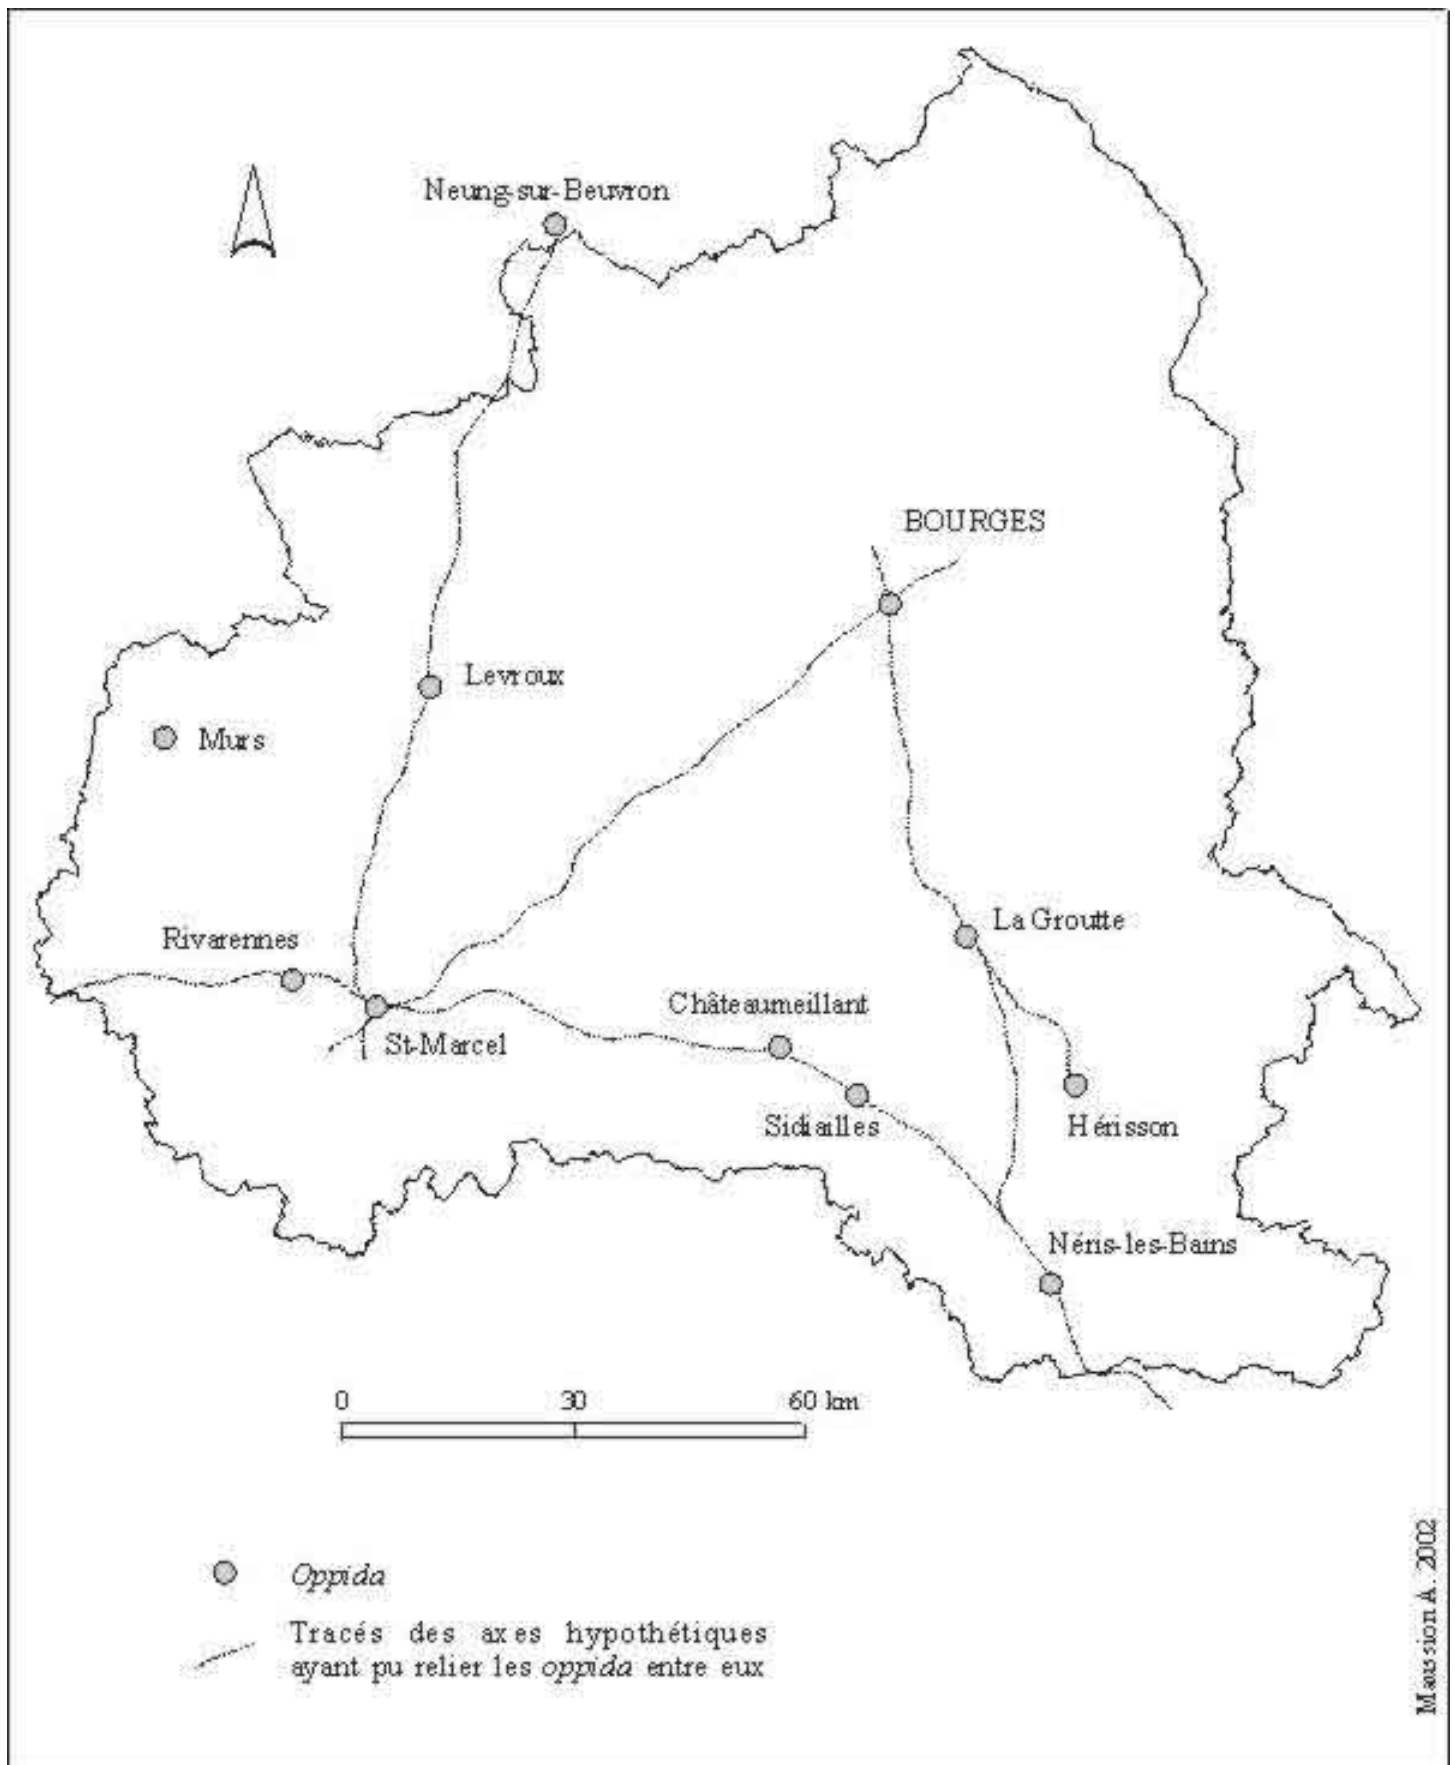 Neung-sur-Beuvron
BOURGES
Levroux
Murs
La Groutte
Rivarennes
Châteaumeillant
St-Marcel
Sidiailles
Hérisson
Néris-les-Bains
0 30 60 km
Oppida
Tracés des axes hypothétiques
ayant pu relier les oppida entre eux
Maussion A. 2002